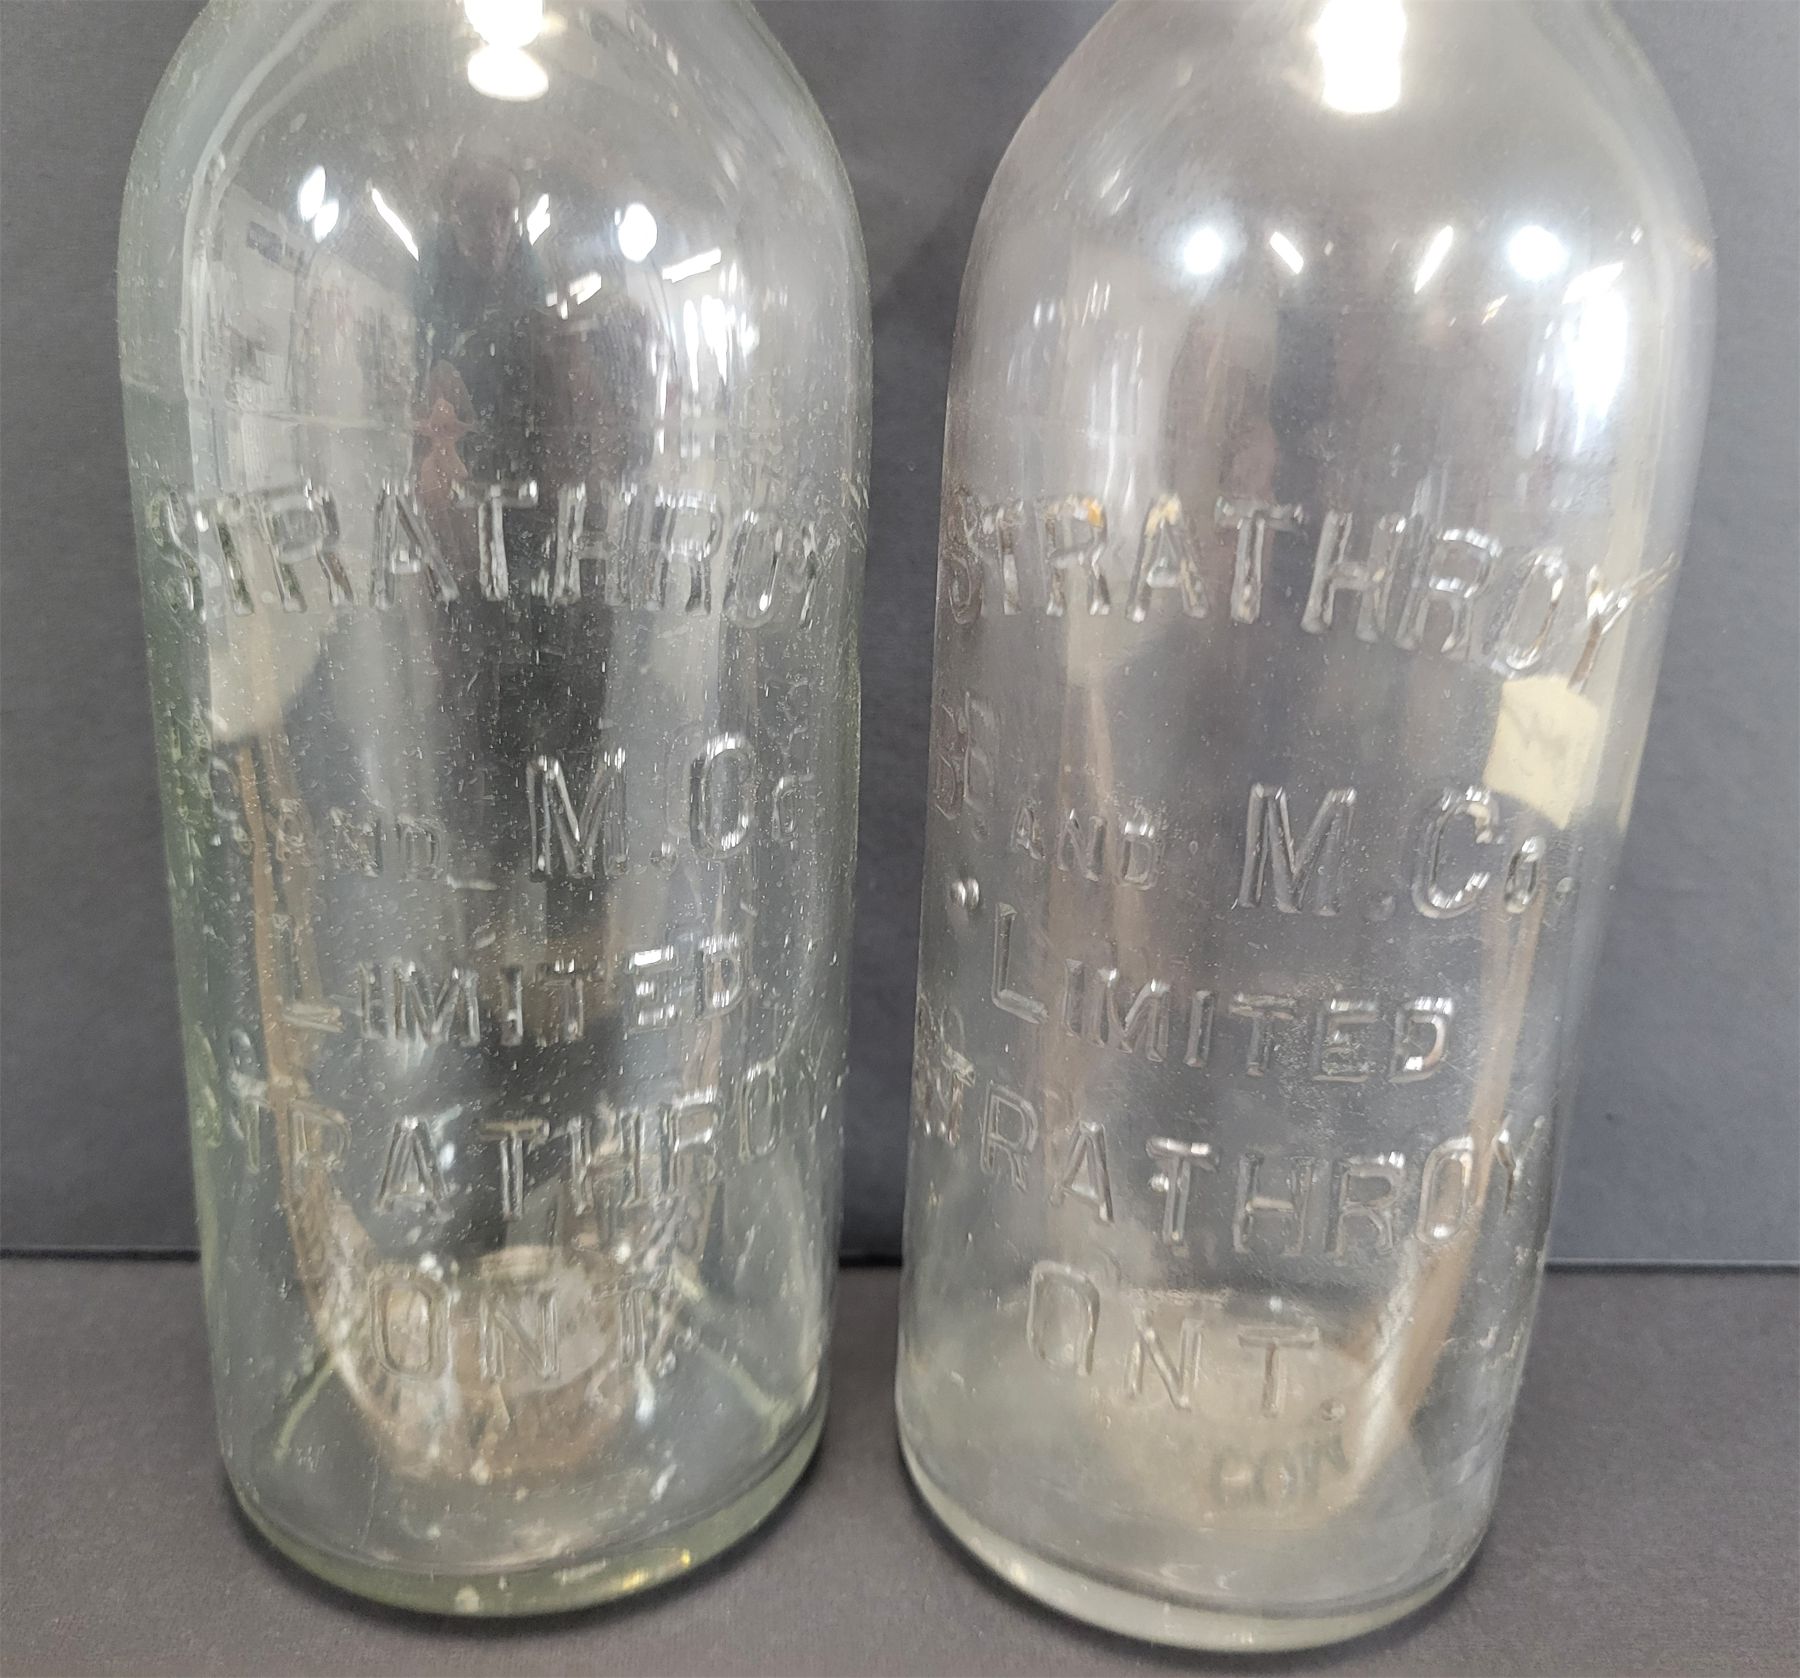 STRATHROY
AND M. Co
LIMITED
STRATHROY
ONT.
STRATHROY
AND M. Co.
LIMITED
STRATHROY
ONT.